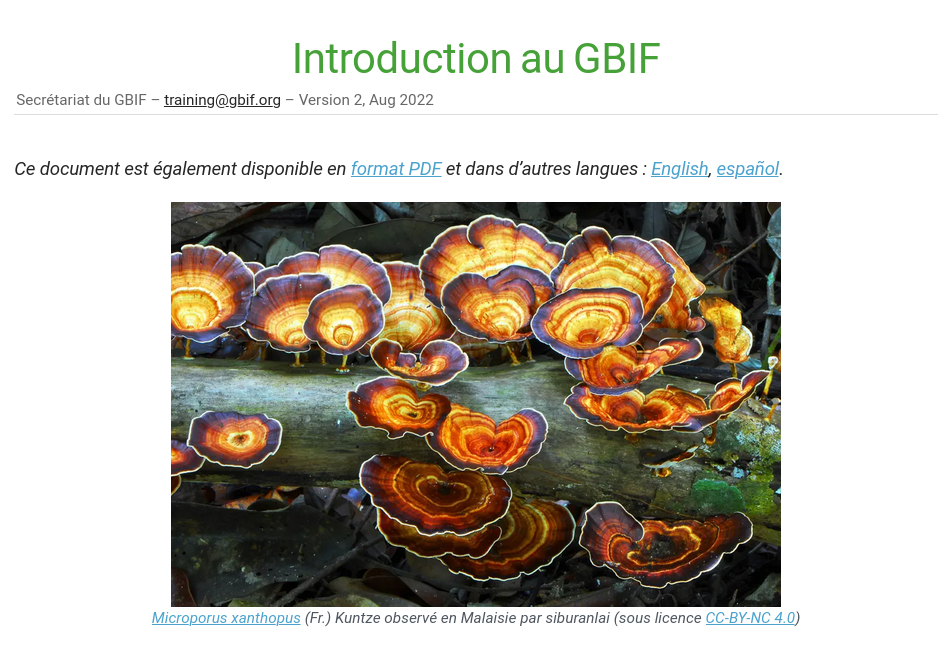 Introduction au GBIF
Secrétariat du GBIF – training@gbif.org – Version 2, Aug 2022
Ce document est également disponible en format PDF et dans d’autres langues : English, español.
Microporus xanthopus (Fr.) Kuntze observé en Malaisie par siburanlai (sous licence CC-BY-NC 4.0)